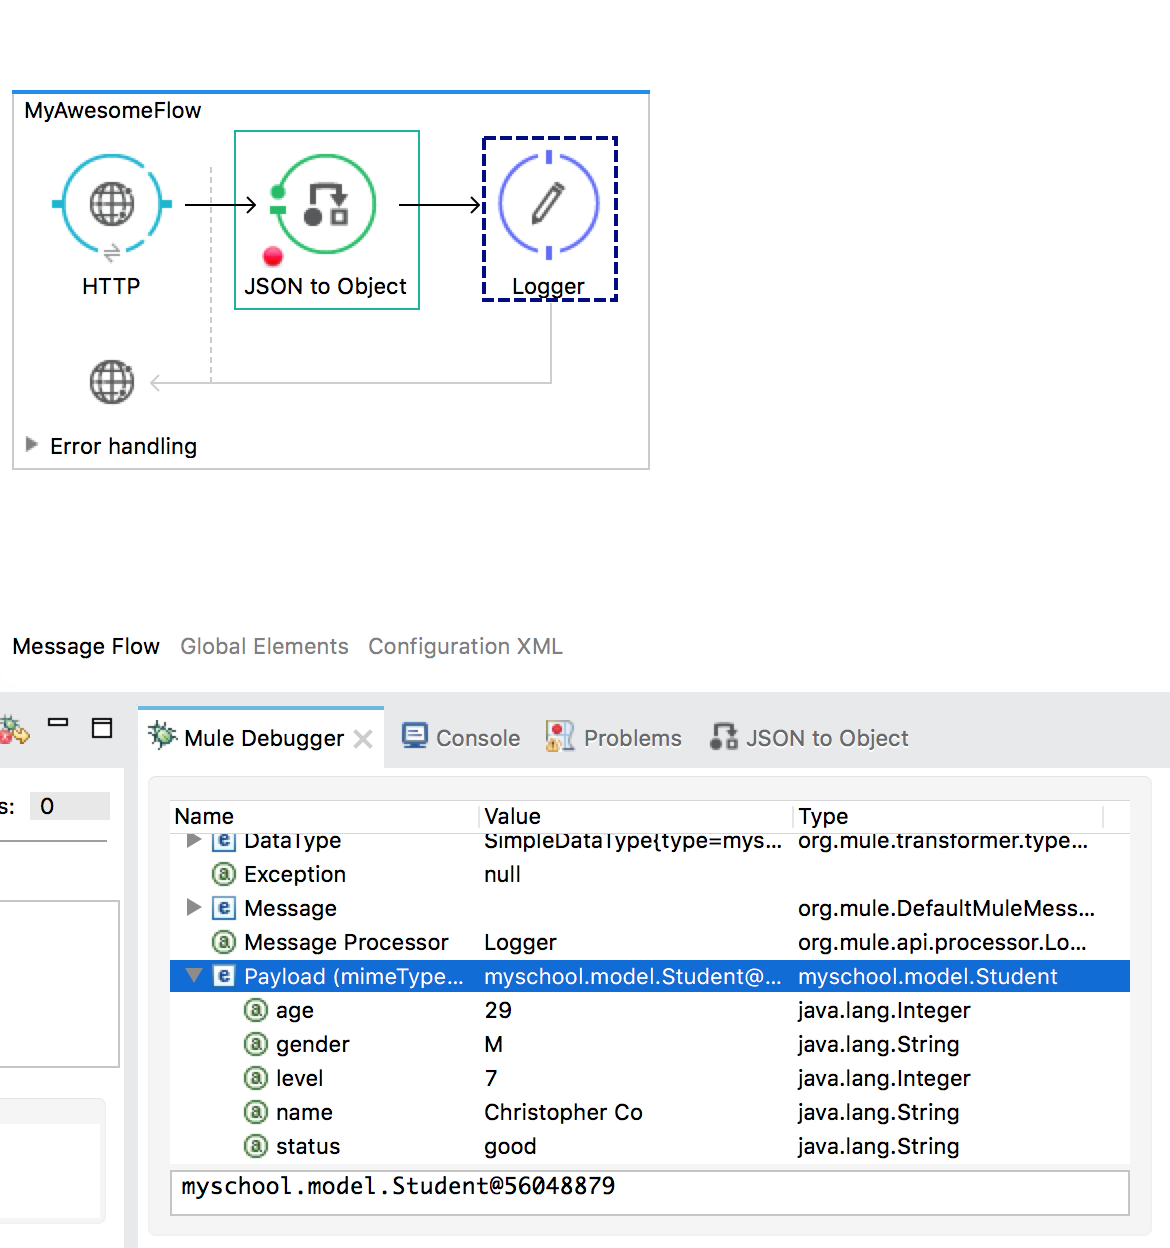 MyAwesomeFlow
HTTP
JSON to Object
Logger
Error handling
Message Flow Global Elements Configuration XML
Mule Debugger Console Problems JSON to Object
s: 0
Name Value Type
DataType SimpleDataType{type=mys... org.mule.transformer.type...
Exception null
Message org.mule.DefaultMuleMess...
Message Processor Logger org.mule.api.processor.Lo...
Payload (mimeType... myschool.model.Student@... myschool.model.Student
age 29 java.lang.Integer
gender M java.lang.String
level 7 java.lang.Integer
name Christopher Co java.lang.String
status good java.lang.String
myschool.model.Student@56048879